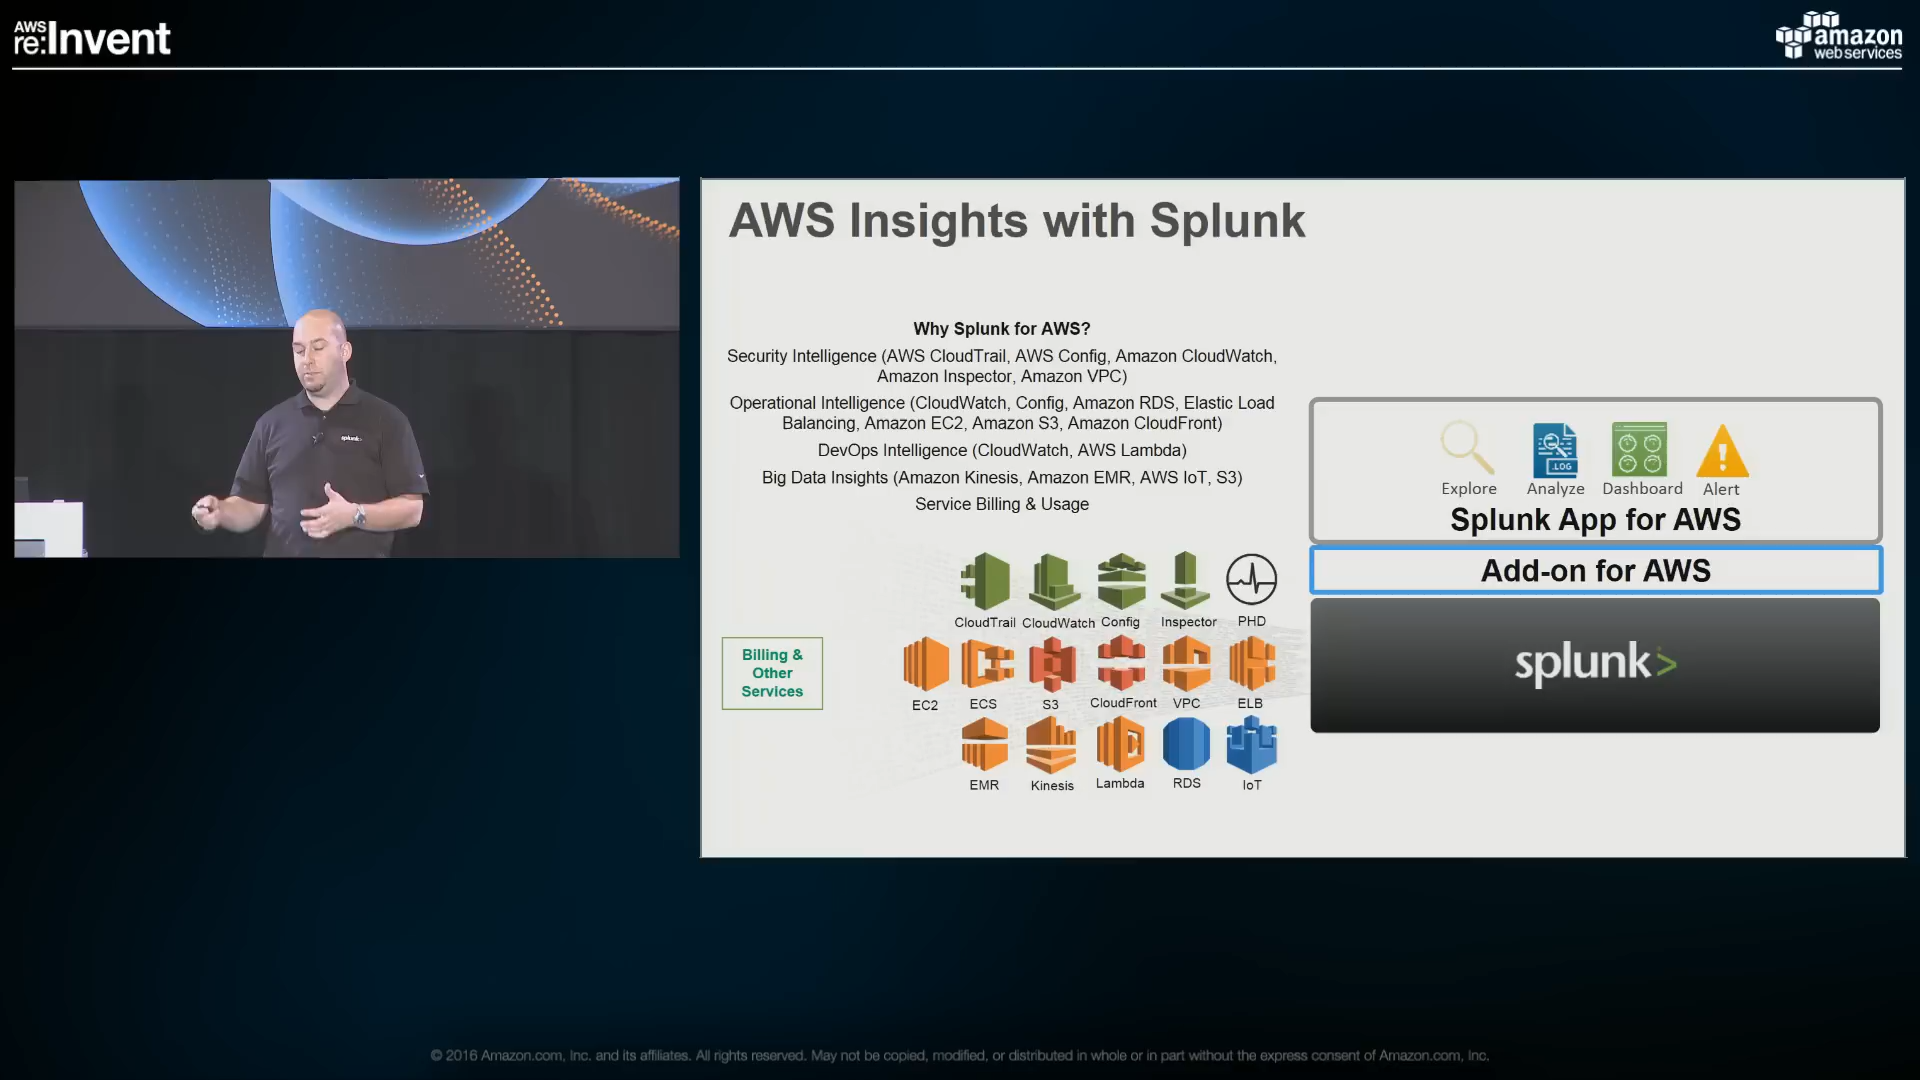 AWS
re:Invent
amazon
web services
splunk>
AWS Insights with Splunk
Why Splunk for AWS?
Security Intelligence (AWS CloudTrail, AWS Config, Amazon CloudWatch,
Amazon Inspector, Amazon VPC)
Operational Intelligence (CloudWatch, Config, Amazon RDS, Elastic Load
Balancing, Amazon EC2, Amazon S3, Amazon CloudFront)
DevOps Intelligence (CloudWatch, AWS Lambda)
Big Data Insights (Amazon Kinesis, Amazon EMR, AWS IoT, S3)
Service Billing & Usage
CloudTrail CloudWatch Config Inspector PHD
Billing &
Other
Services
EC2 ECS S3 CloudFront VPC ELB
EMR Kinesis Lambda RDS IoT
.LOG
Explore Analyze Dashboard Alert
Splunk App for AWS
Add-on for AWS
splunk>
© 2016 Amazon.com, Inc. and its affiliates. All rights reserved. May not be copied, modified, or distributed in whole or in part without the express consent of Amazon.com, Inc.